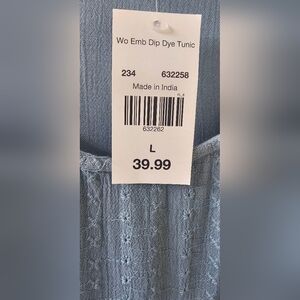 Wo Emb Dip Dye Tunic
234 632258
Made in India
632262
L
39.99